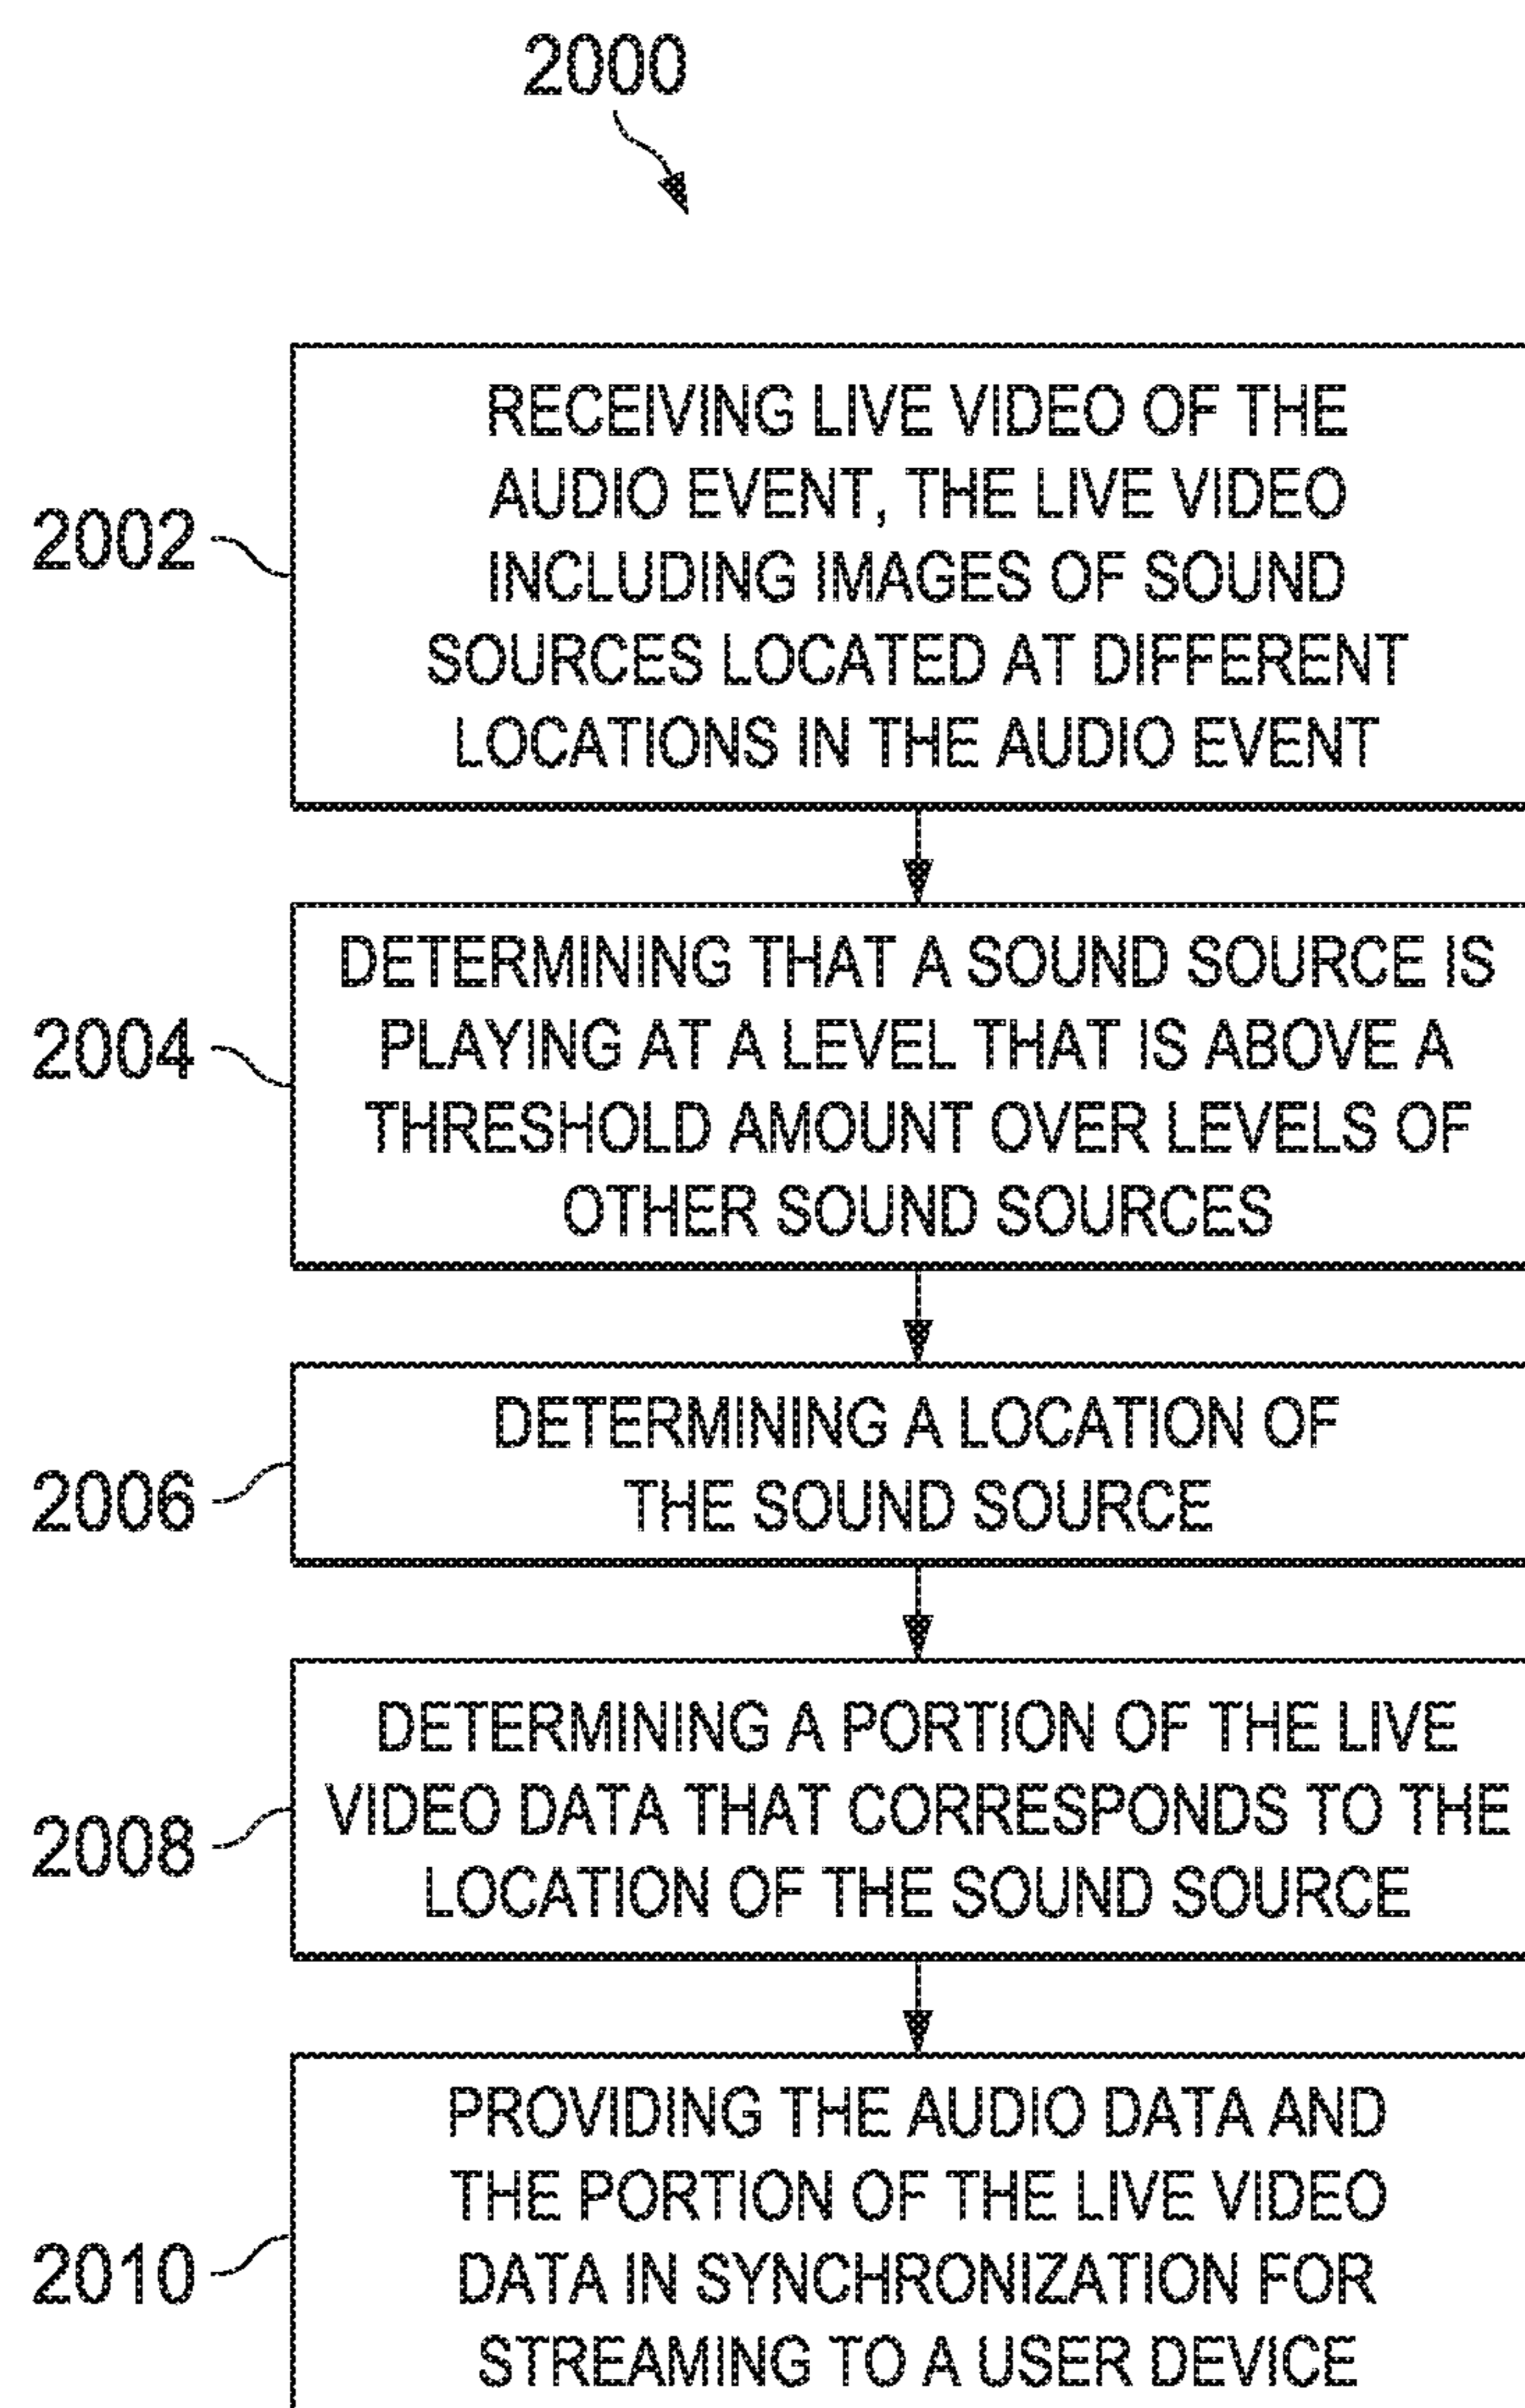 2000
2002
RECEIVING LIVE VIDEO OF THE
AUDIO EVENT, THE LIVE VIDEO
INCLUDING IMAGES OF SOUND
SOURCES LOCATED AT DIFFERENT
LOCATIONS IN THE AUDIO EVENT
2004
DETERMINING THAT A SOUND SOURCE IS
PLAYING AT A LEVEL THAT IS ABOVE A
THRESHOLD AMOUNT OVER LEVELS OF
OTHER SOUND SOURCES
2006
DETERMINING A LOCATION OF
THE SOUND SOURCE
2008
DETERMINING A PORTION OF THE LIVE
VIDEO DATA THAT CORRESPONDS TO THE
LOCATION OF THE SOUND SOURCE
2010
PROVIDING THE AUDIO DATA AND
THE PORTION OF THE LIVE VIDEO
DATA IN SYNCHRONIZATION FOR
STREAMING TO A USER DEVICE